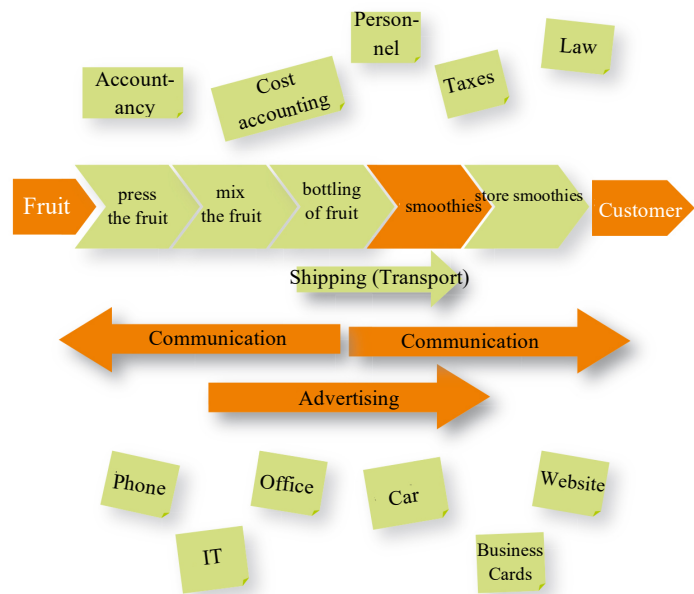 Person-
nel
Law
Account-
ancy
Cost
accounting
Taxes
Fruit
press
the fruit
mix
the fruit
bottling
of fruit
smoothies
store smoothies
Customer
Shipping (Transport)
Communication
Communication
Advertising
Phone
Office
Car
Website
IT
Business
Cards